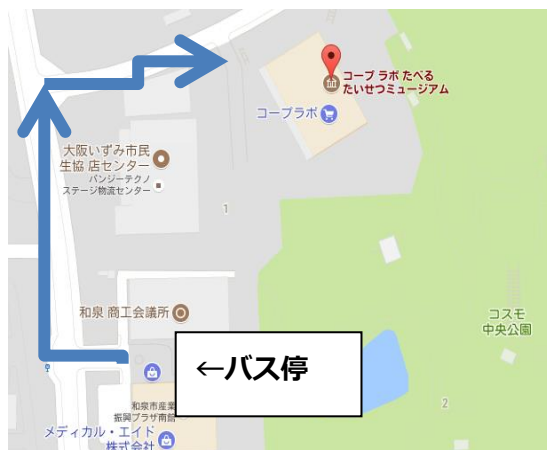 コープ ラボ たべる
たいせつミュージアム
コープラボ
大阪いずみ市民
生協 店センター
パンジーテクノ
ステージ物流センター
1
和泉 商工会議所
コスモ
中央公園
←バス停
2
和泉市産業
振興プラザ南館
メディカル・エイド
株式会社